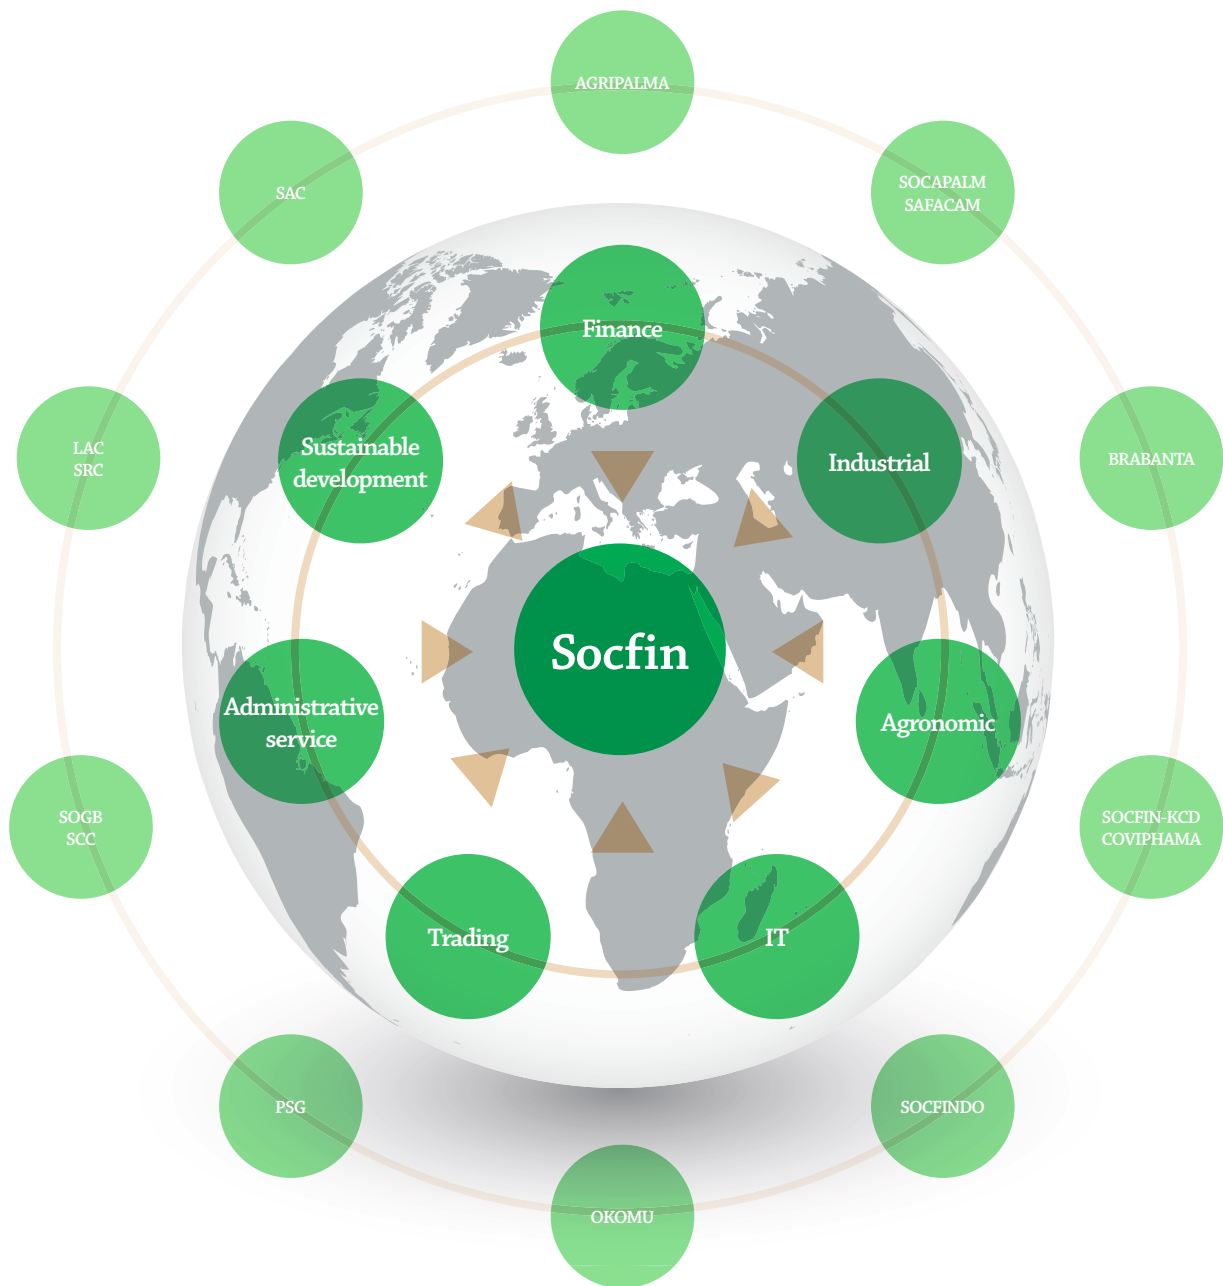 AGRIPALMA
SAC
SOCAPALM
SAFACAM
Finance
Sustainable
development
Industrial
LAC
SRC
BRABANTA
Socfin
Administrative
service
Agronomic
SOGB
SCC
SOCFIN-KCD
COVIPHAMA
Trading
IT
PSG
SOCFINDO
OKOMU